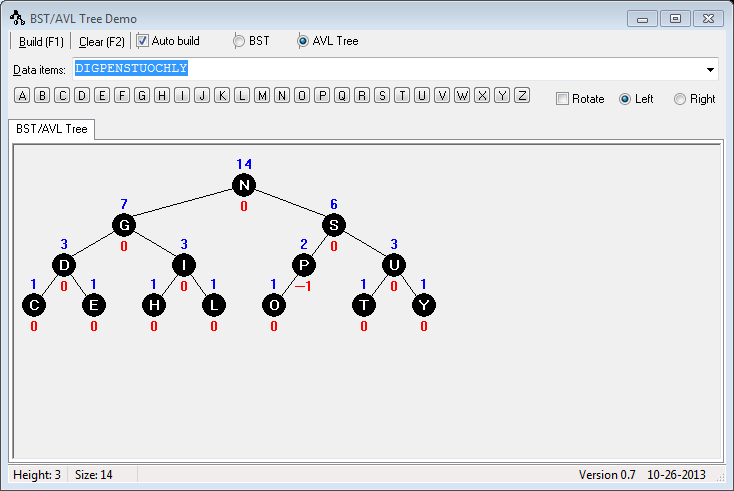 BST/AVL Tree Demo
Build (F1) Clear (F2) Auto build BST AVL Tree
Data items: DIGPENSTUOCHLY
A B C D E F G H I J K L M N O P Q R S T U V W X Y Z Rotate Left Right
BST/AVL Tree
14
N
7 0 6
G S
3 0 3 2 0 3
D I P U
1 0 1 1 0 1 1 −1 1 0 1
C E H L O T Y
0 0 0 0 0 0 0
Height: 3 Size: 14 Version 0.7 10-26-2013